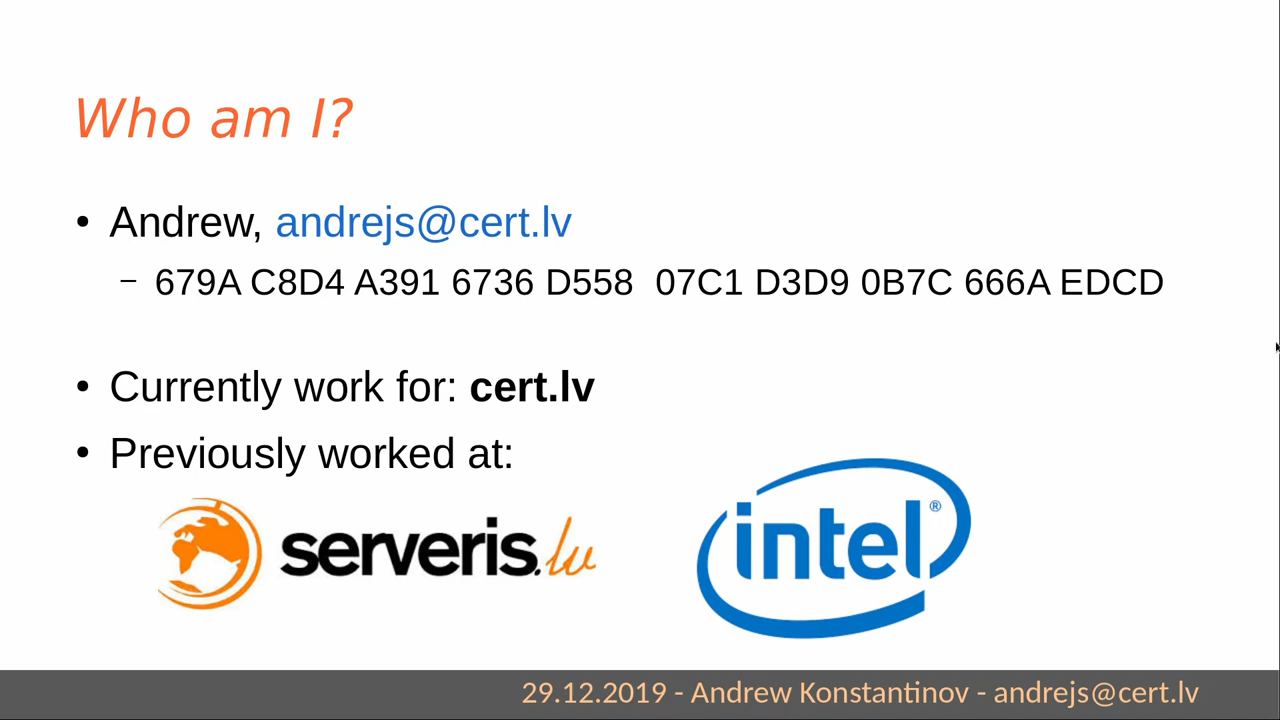 Who am I?
• Andrew, andrejs@cert.lv
– 679A C8D4 A391 6736 D558  07C1 D3D9 0B7C 666A EDCD
• Currently work for: cert.lv
• Previously worked at:
serveris.lv
intel®
29.12.2019 - Andrew Konstantinov - andrejs@cert.lv